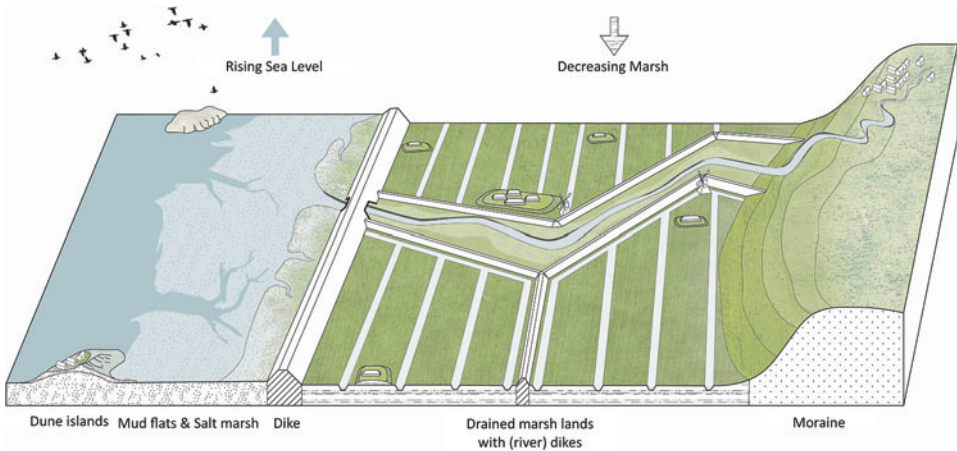 Rising Sea Level
Decreasing Marsh
Dune islands
Mud flats & Salt marsh
Dike
Drained marsh lands
with (river) dikes
Moraine